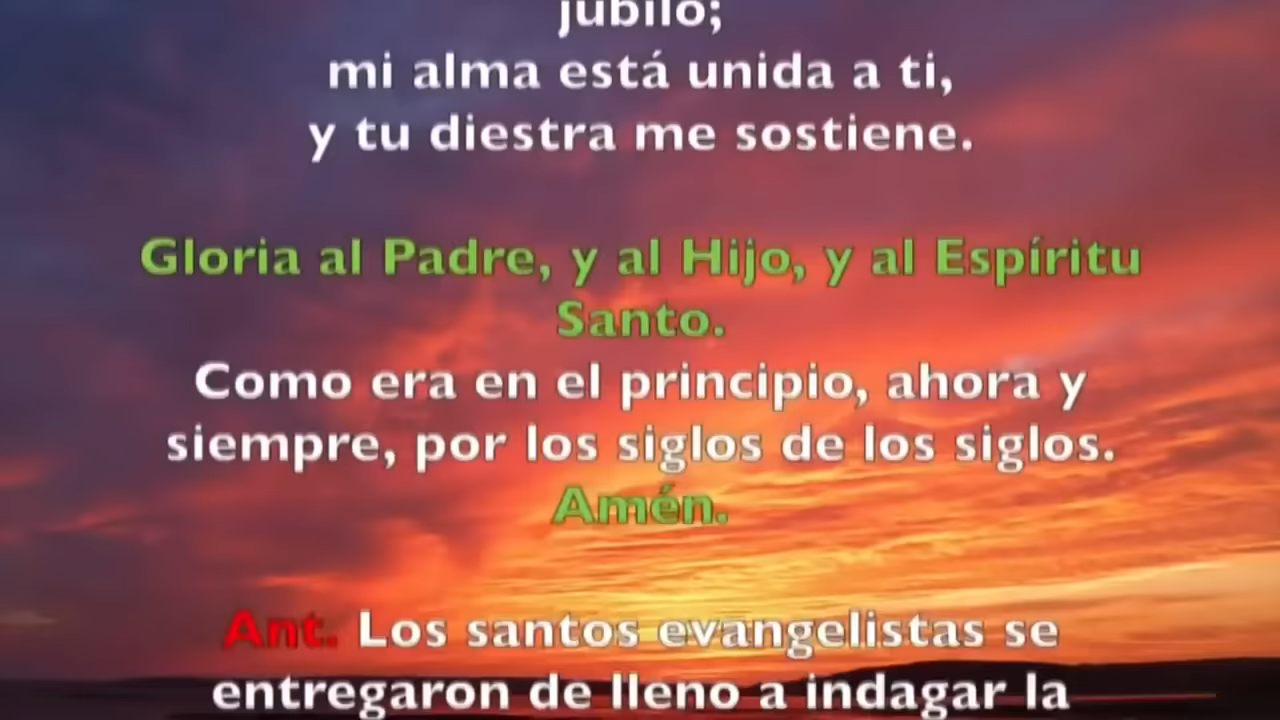 júbilo;
mi alma está unida a ti,
y tu diestra me sostiene.
Gloria al Padre, y al Hijo, y al Espíritu
Santo.
Como era en el principio, ahora y
siempre, por los siglos de los siglos.
Amén.
Ant. Los santos evangelistas se
entregaron de lleno a indagar la